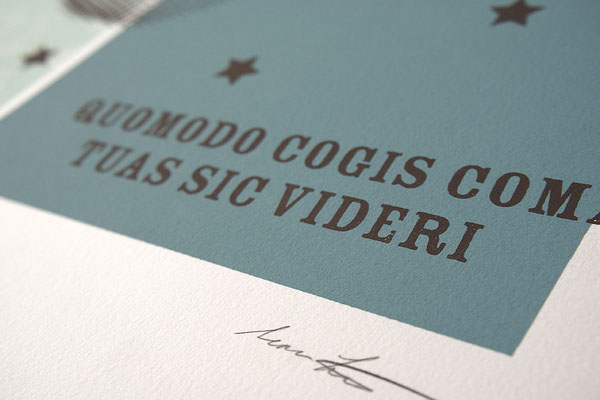 QUOMODO COGIS COMA
TUAS SIC VIDERI